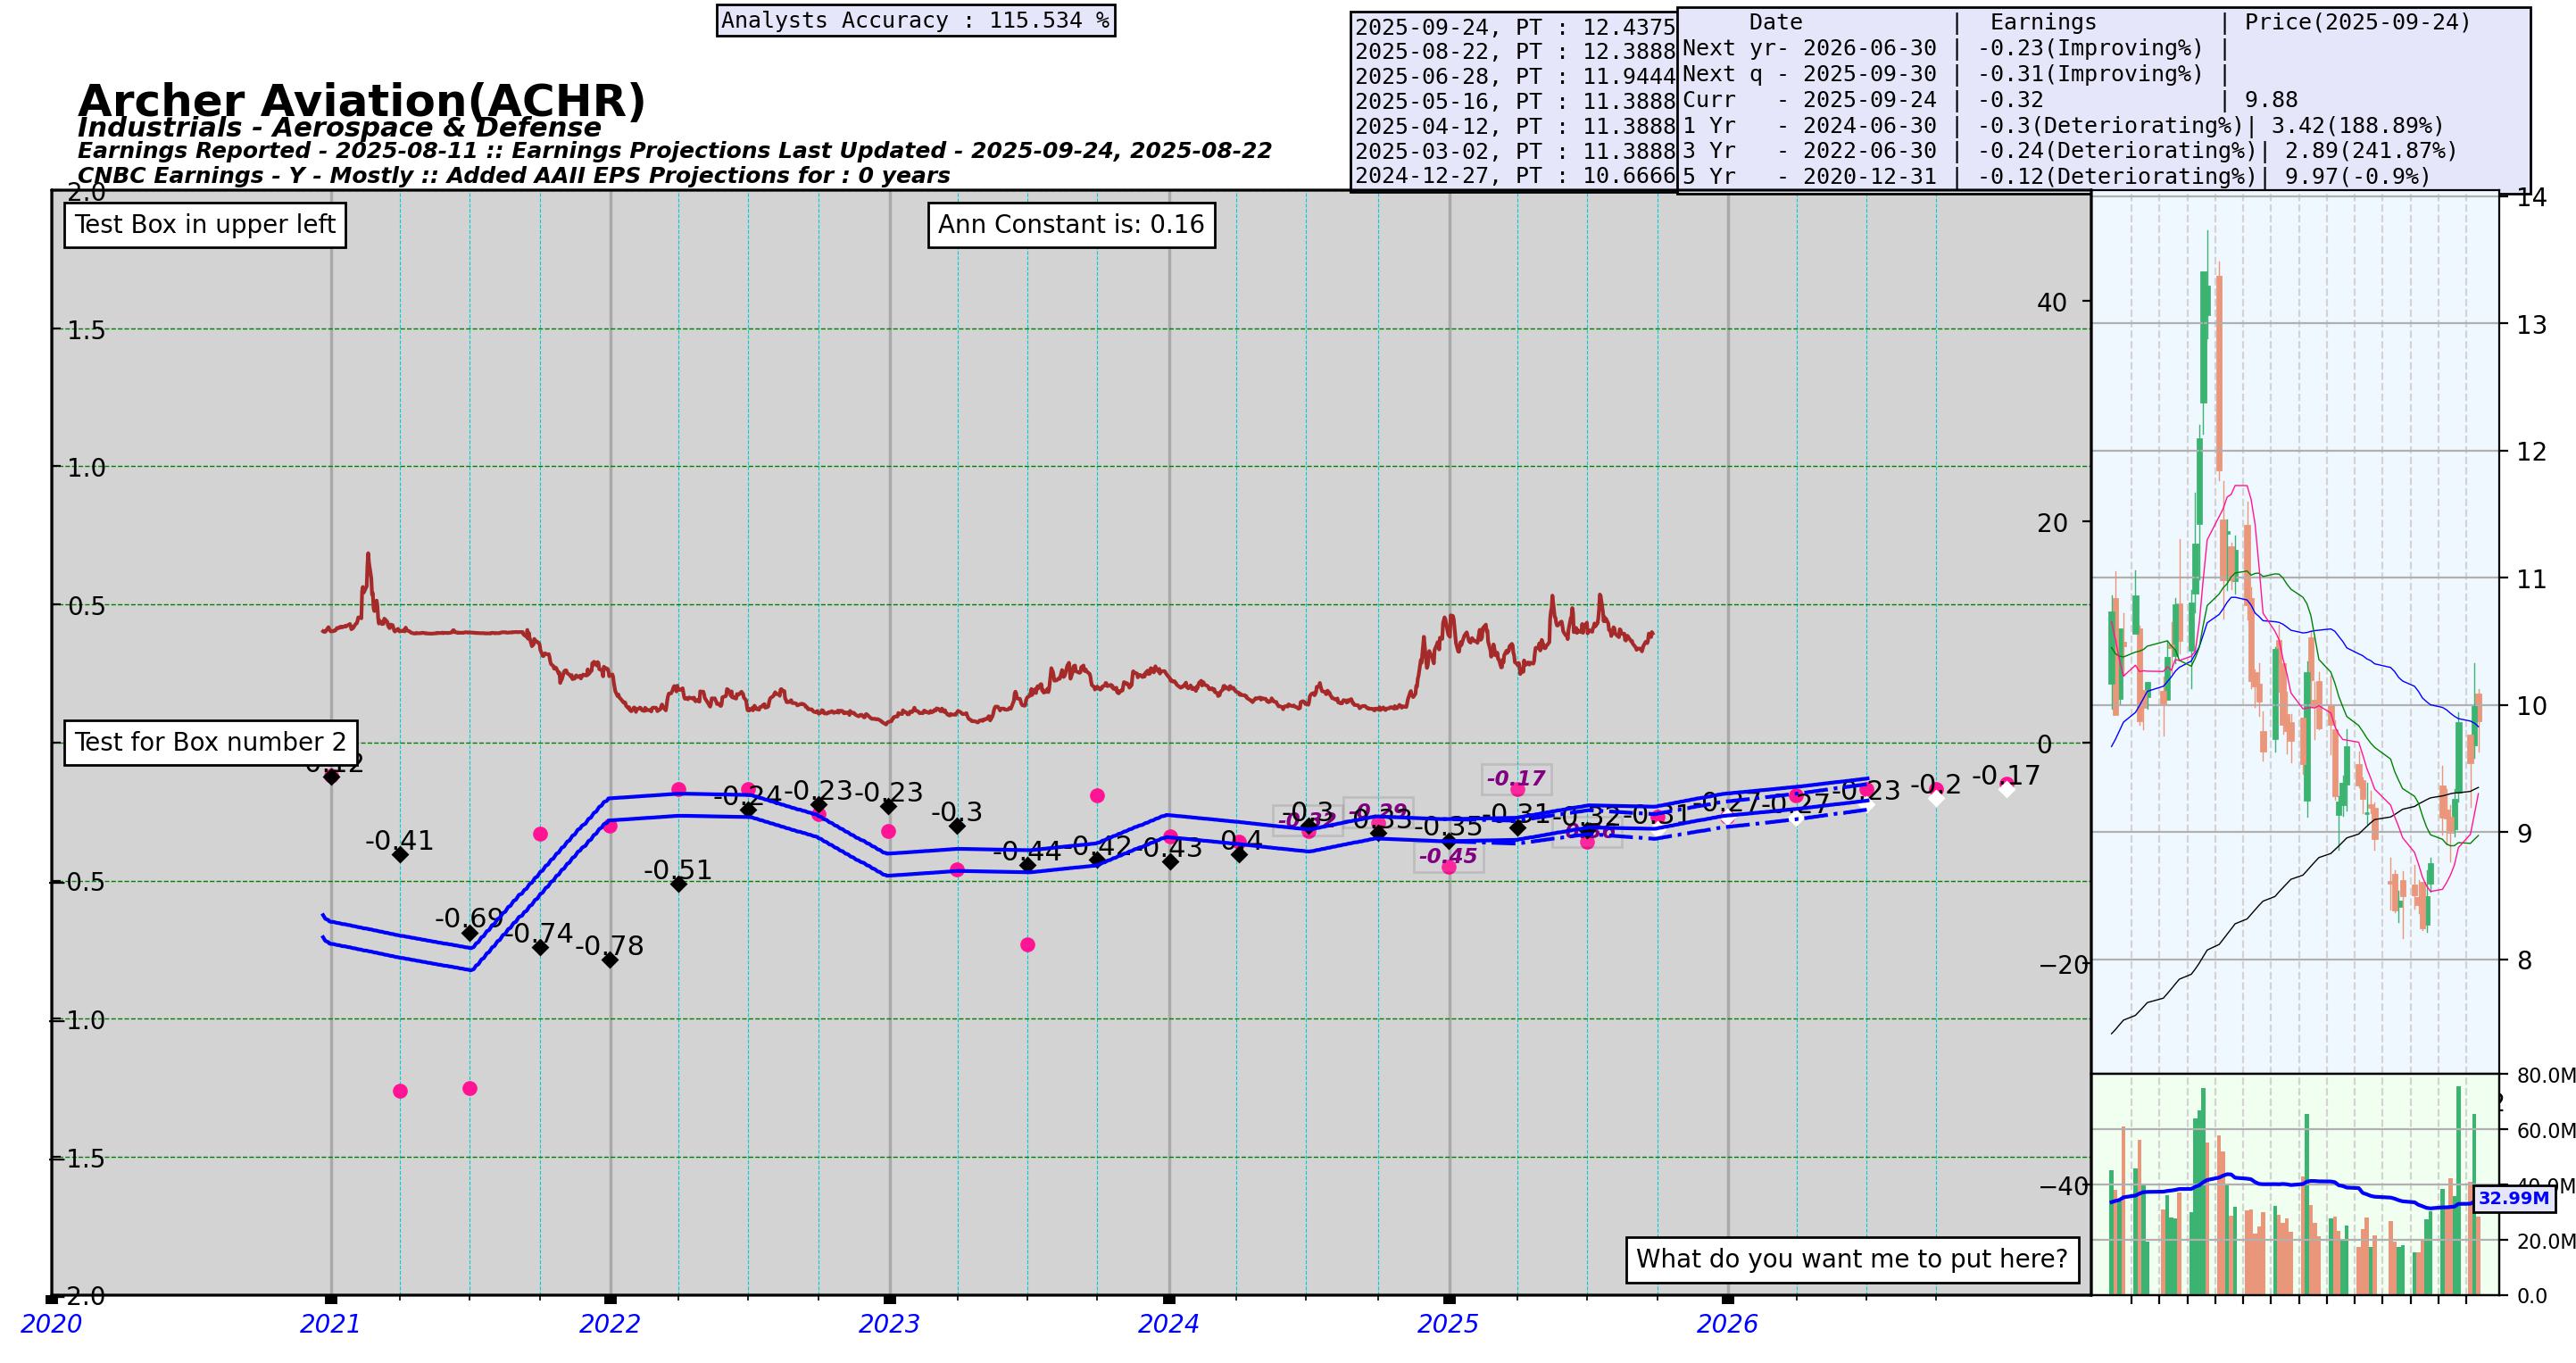 Analysts Accuracy : 115.534 %
2025-09-24, PT : 12.4375
2025-08-22, PT : 12.3888
2025-06-28, PT : 11.9444
2025-05-16, PT : 11.3888
2025-04-12, PT : 11.3888
2025-03-02, PT : 11.3888
2024-12-27, PT : 10.6666
Date | Earnings | Price(2025-09-24)
Next yr- 2026-06-30 | -0.23(Improving%) |
Next q - 2025-09-30 | -0.31(Improving%) |
Curr - 2025-09-24 | -0.32 | 9.88
1 Yr - 2024-06-30 | -0.3(Deteriorating%)| 3.42(188.89%)
3 Yr - 2022-06-30 | -0.24(Deteriorating%)| 2.89(241.87%)
5 Yr - 2020-12-31 | -0.12(Deteriorating%)| 9.97(-0.9%)
Archer Aviation(ACHR)
Industrials - Aerospace & Defense
Earnings Reported - 2025-08-11 :: Earnings Projections Last Updated - 2025-09-24, 2025-08-22
CNBC Earnings - Y - Mostly :: Added AAII EPS Projections for : 0 years
Test Box in upper left
Ann Constant is: 0.16
Test for Box number 2
What do you want me to put here?
2.0
1.5
1.0
0.5
−0.5
−1.0
−1.5
−2.0
40
20
0
−20
−40
14
13
12
11
10
9
8
80.0M
60.0M
40.0M
20.0M
0.0
32.99M
-0.41
-0.69
-0.74
-0.78
-0.51
-0.24
-0.23
-0.23
-0.3
-0.44
-0.42
-0.43
-0.4
-0.3
-0.33
-0.35
-0.31
-0.32
-0.31
-0.27
-0.27
-0.23
-0.2
-0.17
-0.45
-0.17
2020
2021
2022
2023
2024
2025
2026